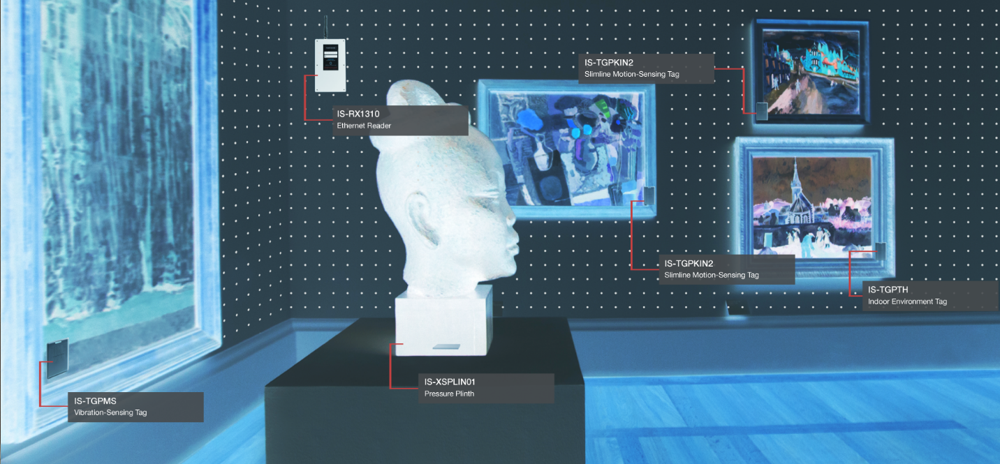 IS-TGPKIN2
Slimline Motion-Sensing Tag
IS-RX1310
Ethernet Reader
IS-TGPKIN2
Slimline Motion-Sensing Tag
IS-TGPTH
Indoor Environment Tag
IS-XSPLIN01
Pressure Plinth
IS-TGPMS
Vibration-Sensing Tag